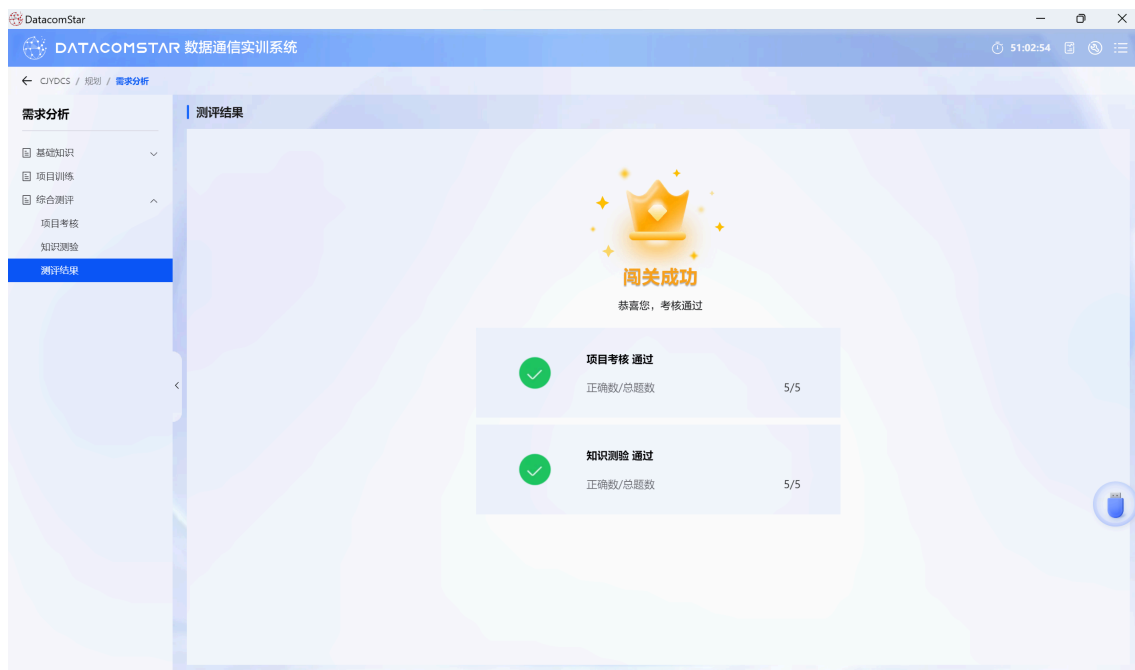 DatacomStar
DATACOMSTAR 数据通信实训系统
51:02:54
CJYDCS / 规划 / 需求分析
需求分析
基础知识
项目训练
综合测评
项目考核
知识测验
测评结果
测评结果
闯关成功
恭喜您，考核通过
项目考核 通过
正确数/总题数 5/5
知识测验 通过
正确数/总题数 5/5